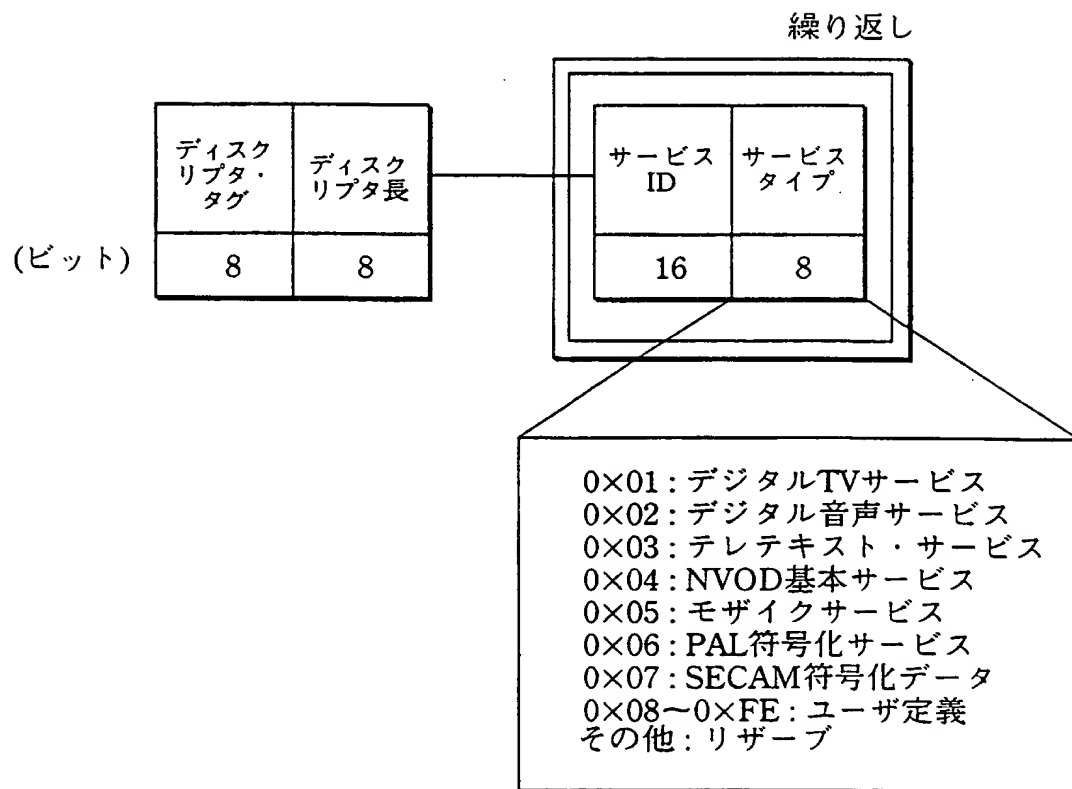 繰り返し
ディスク
リプタ・
タグ
ディスク
リプタ長
サービス
ID
サービス
タイプ
(ビット)
8
8
16
8
0×01:デジタルTVサービス
0×02:デジタル音声サービス
0×03:テレテキスト・サービス
0×04:NVOD基本サービス
0×05:モザイクサービス
0×06:PAL符号化サービス
0×07:SECAM符号化データ
0×08〜0×FE:ユーザ定義
その他:リザーブ